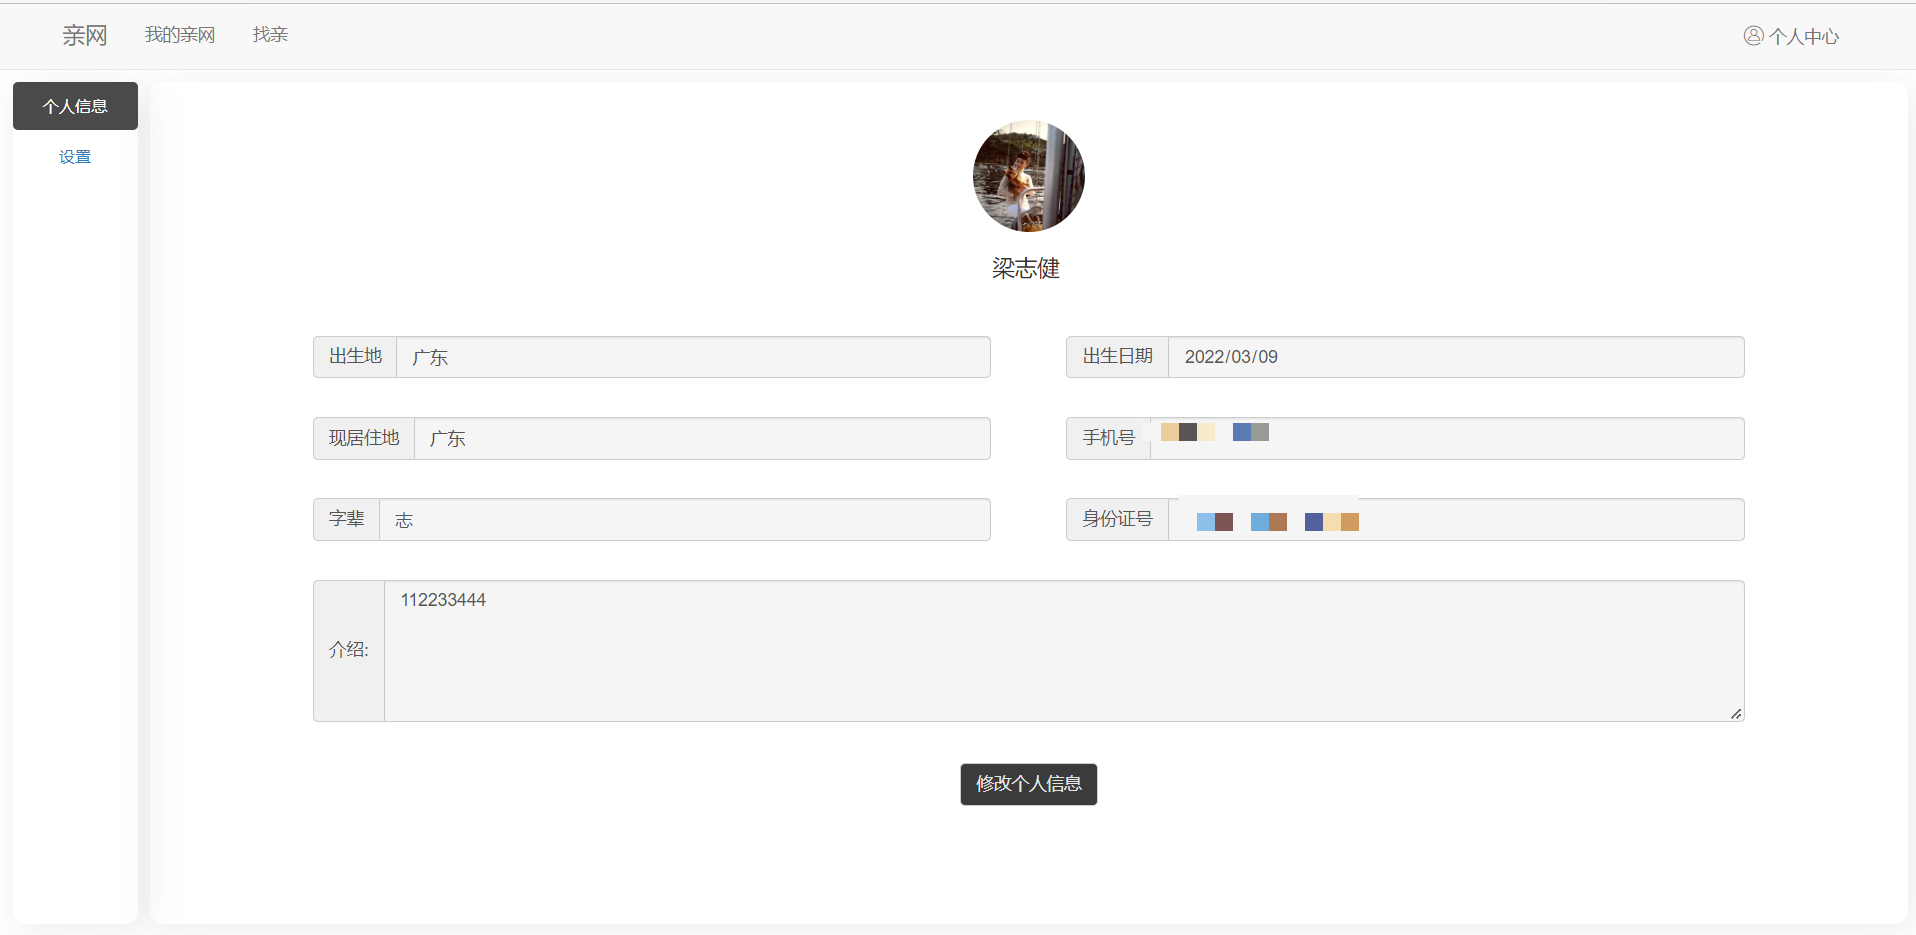 亲网 我的亲网 找亲 个人中心
个人信息
设置
梁志健
出生地 广东 出生日期 2022/03/09
现居住地 广东 手机号
字辈 志 身份证号
介绍: 112233444
修改个人信息